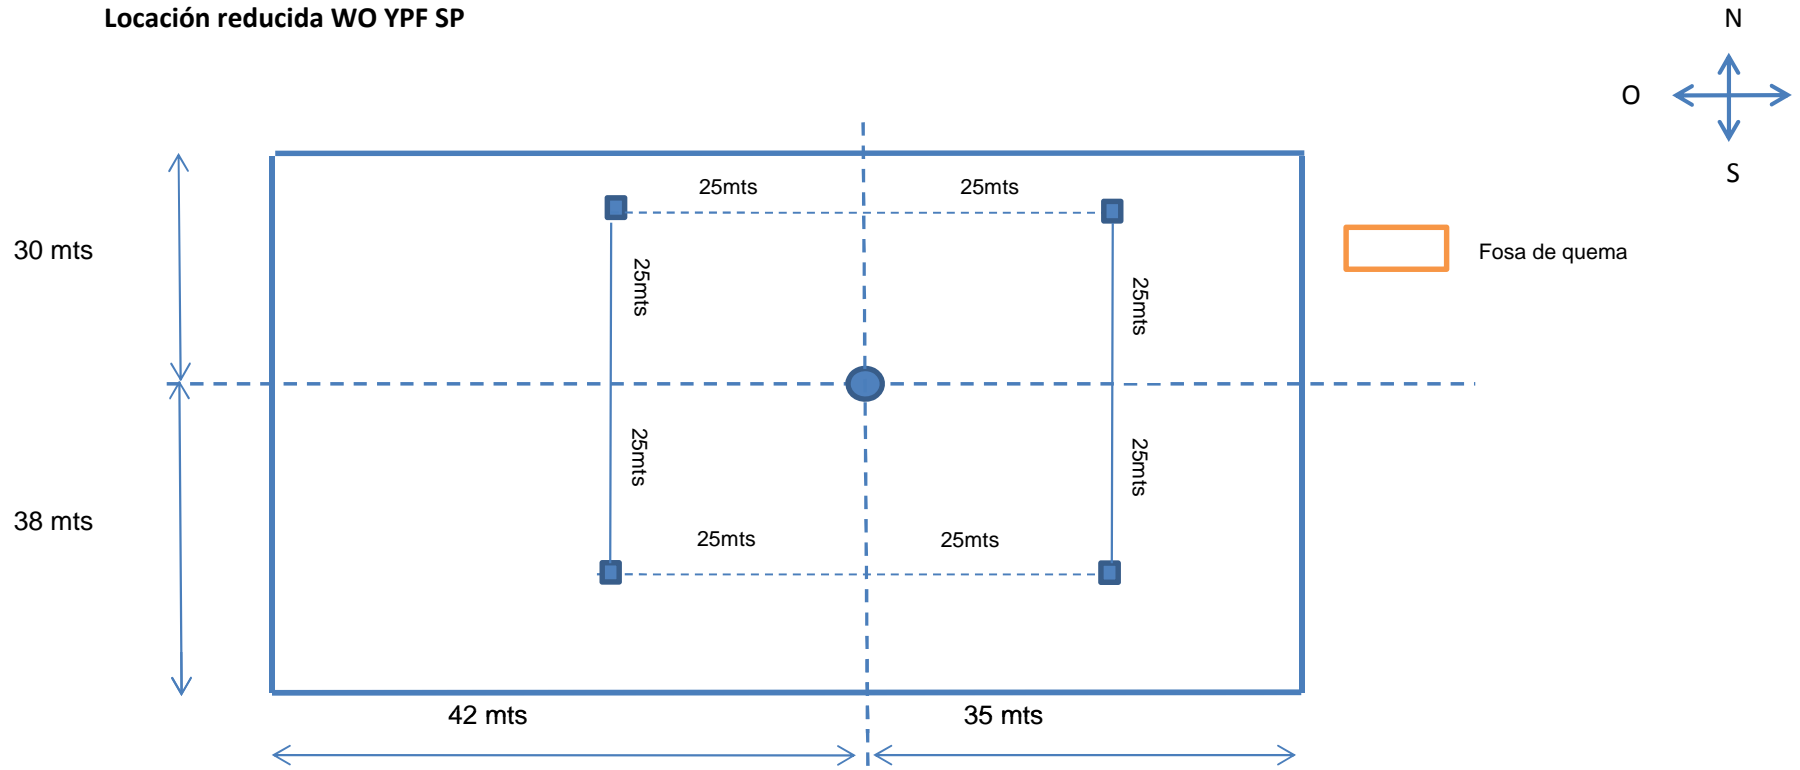 Locación reducida WO YPF SP
N
O
S
25mts
25mts
30 mts
Fosa de quema
25mts
25mts
25mts
25mts
38 mts
25mts
25mts
42 mts
35 mts